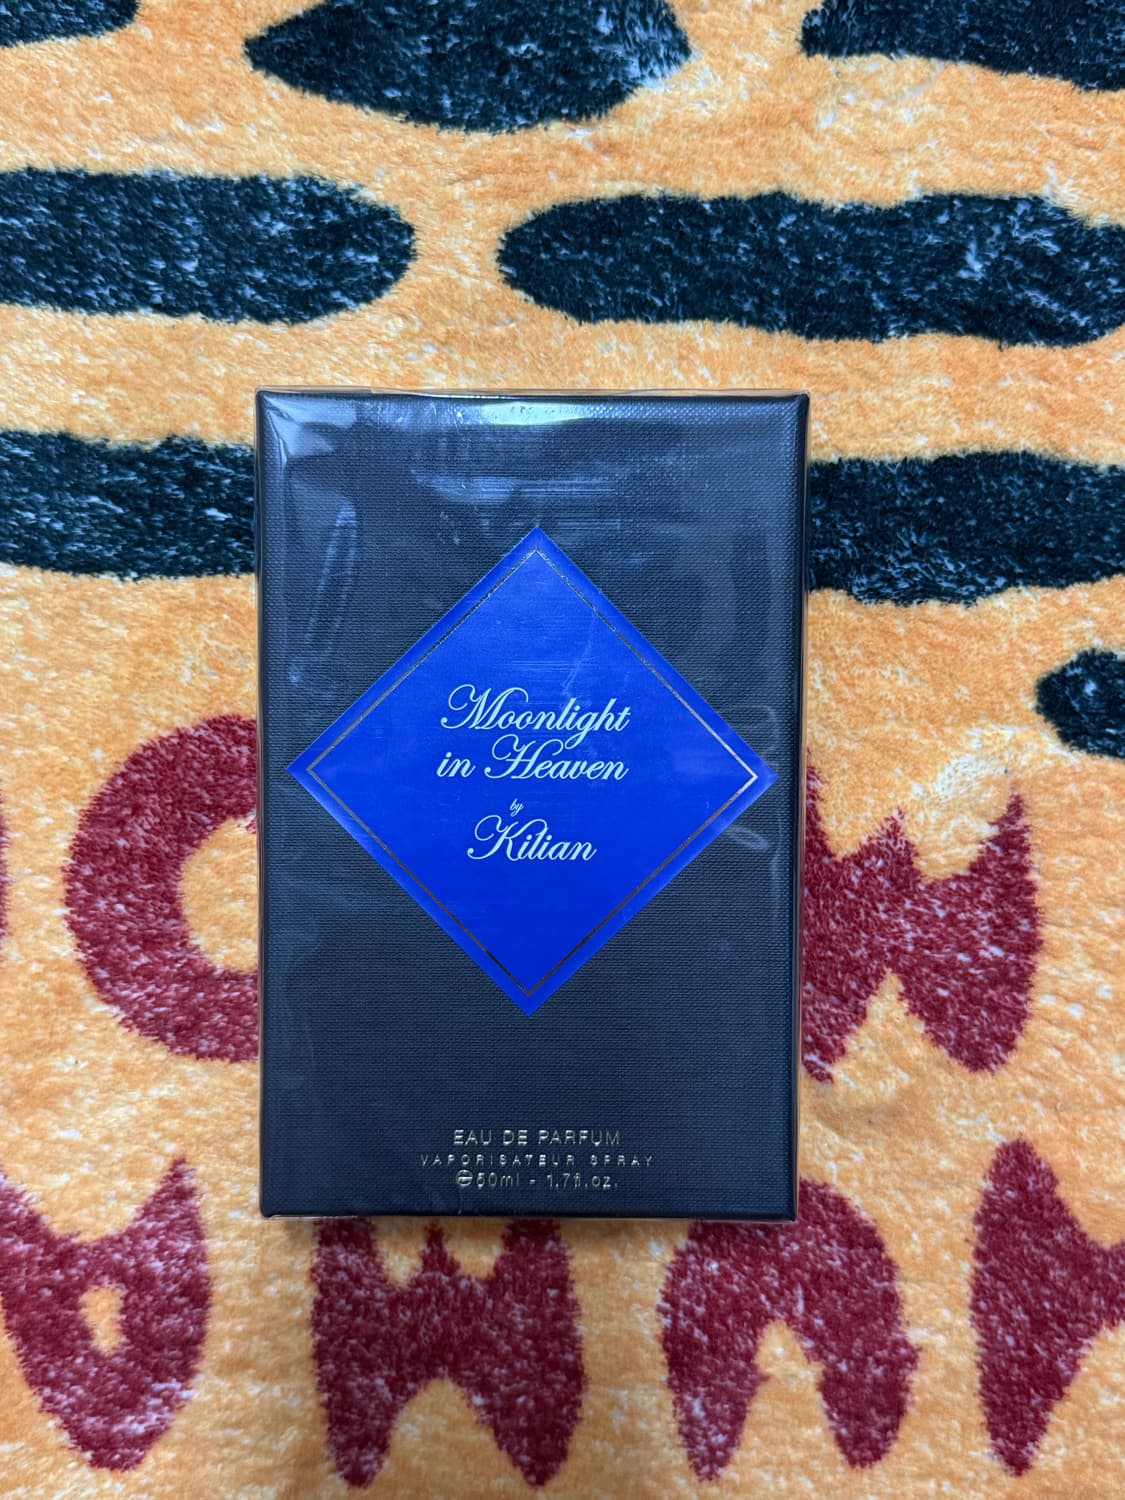 Moonlight
in Heaven
by
Kilian
EAU DE PARFUM
VAPORISATEUR SPRAY
℮50ml - 1.7fl.oz.